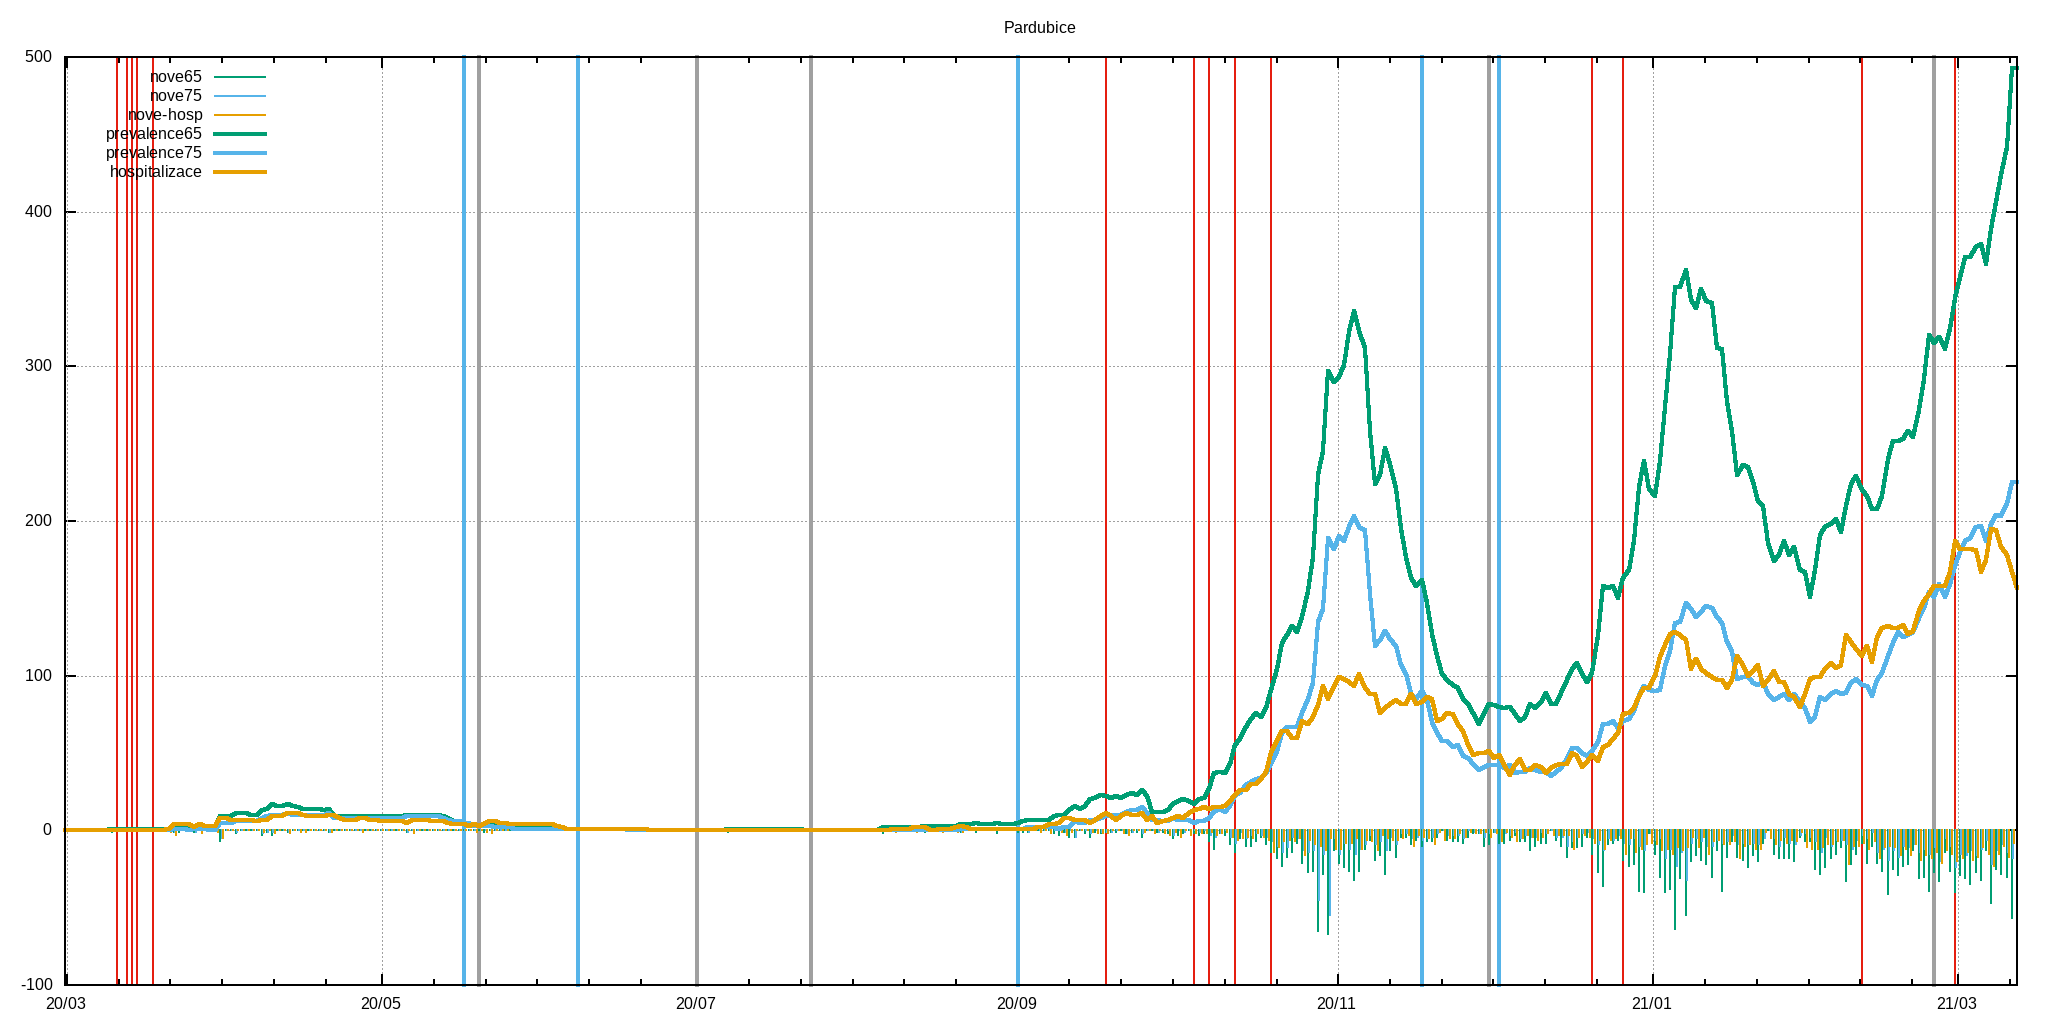 Pardubice
500
nove65
nove75
nove-hosp
prevalence65
prevalence75
hospitalizace
400
300
200
100
0
-100
20/03 20/05 20/07 20/09 20/11 21/01 21/03